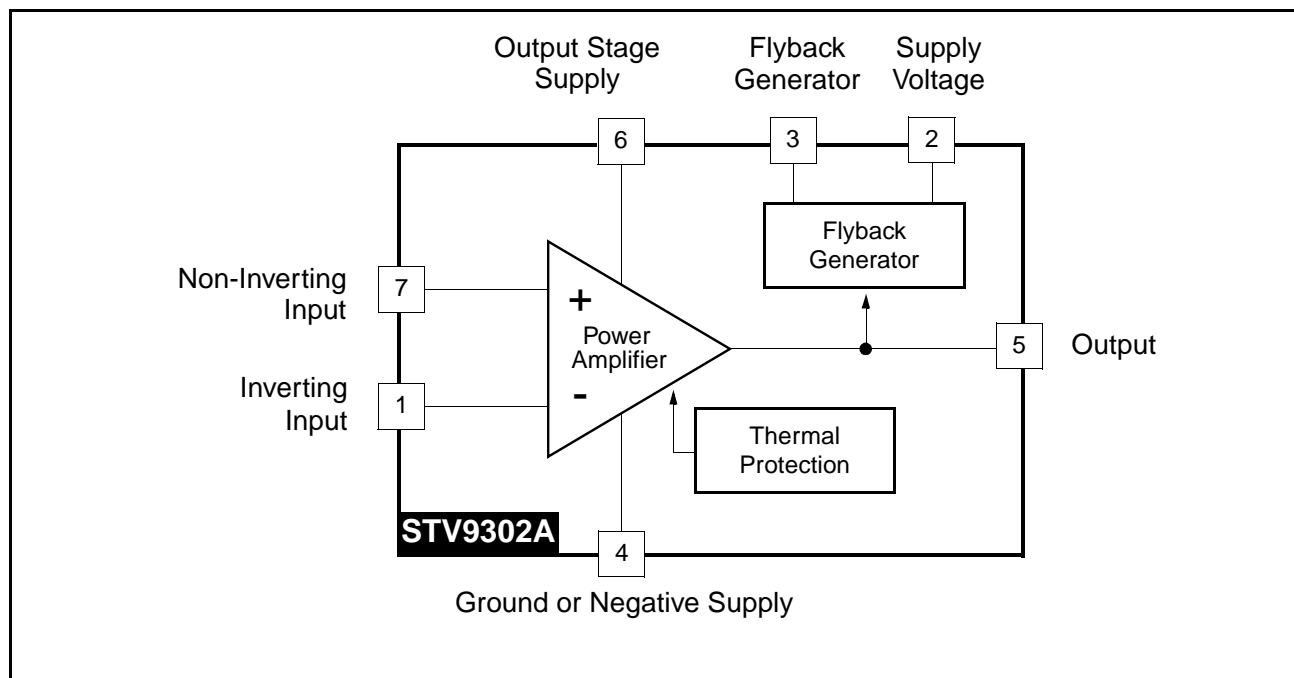 Output Stage
Supply
Flyback
Generator
Supply
Voltage
6
3
2
Flyback
Generator
Non-Inverting
Input
7
+
Power
Amplifier
5
Output
Inverting
Input
1
-
Thermal
Protection
STV9302A
4
Ground or Negative Supply